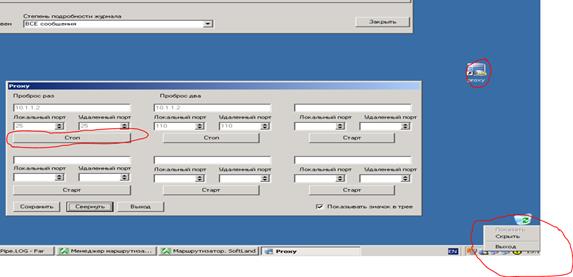 Степень подробности журнала
вен ВСЕ сообщения Закрыть
proxy
Proxy
Проброс раз Проброс два
10.1.1.2 10.1.1.2
Локальный порт Удаленный порт Локальный порт Удаленный порт Локальный порт Удаленный порт
25 25 110 110
Стоп Стоп Старт
Локальный порт Удаленный порт Локальный порт Удаленный порт Локальный порт Удаленный порт
Старт Старт Старт
Сохранить Свернуть Выход Показывать значок в трее
Показать
Скрыть
Выход
Pipe.LOG - Far Менеджер маршрутиза... Маршрутизатор. SoftLand Proxy EN